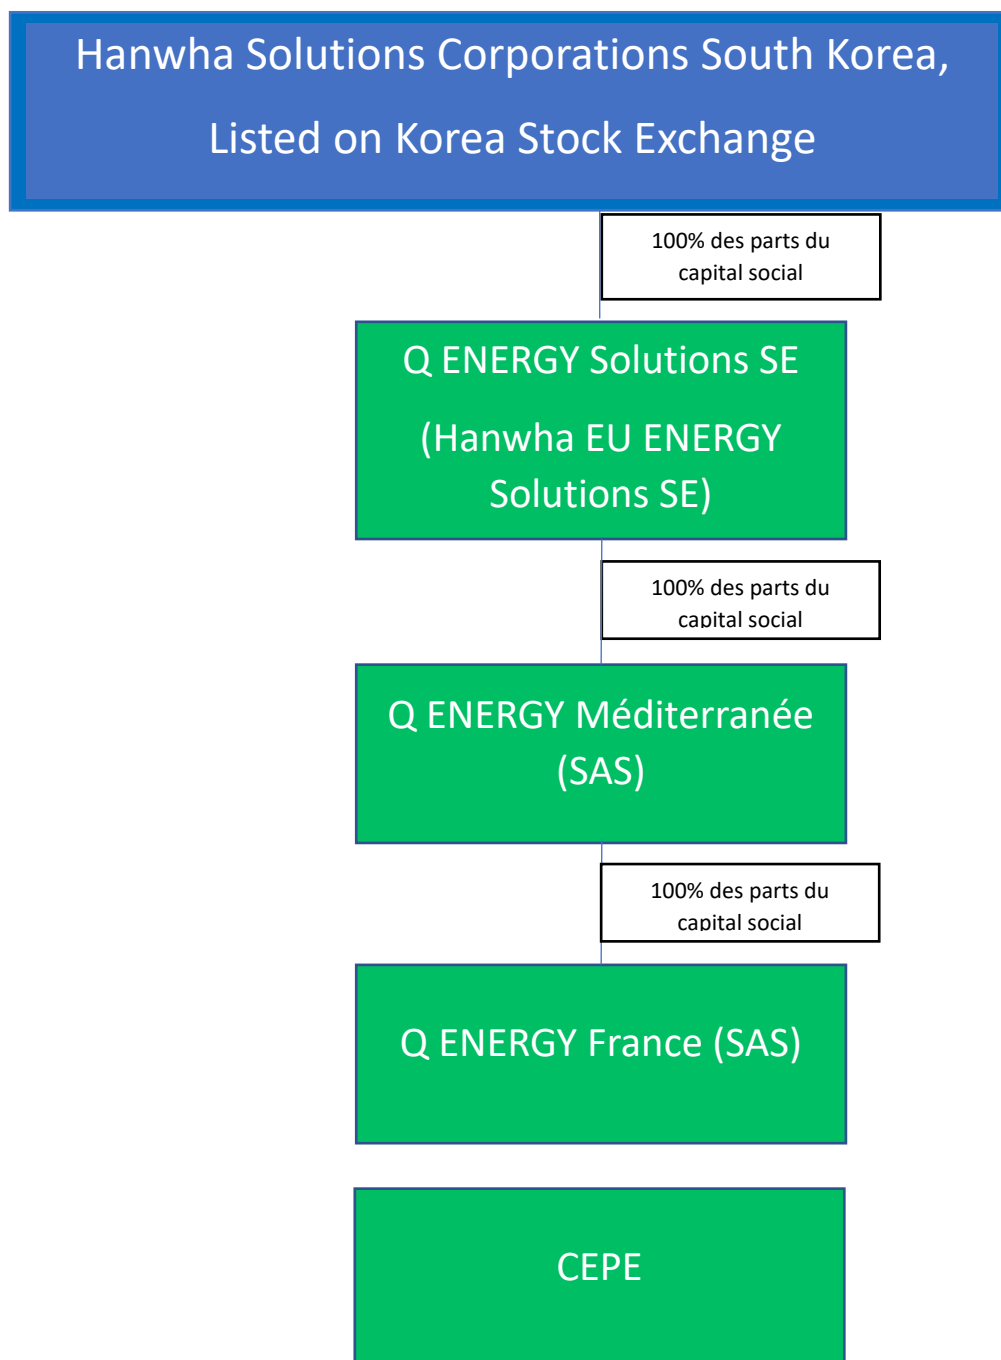 Hanwha Solutions Corporations South Korea,
Listed on Korea Stock Exchange
100% des parts du
capital social
Q ENERGY Solutions SE
(Hanwha EU ENERGY
Solutions SE)
100% des parts du
capital social
Q ENERGY Méditerranée
(SAS)
100% des parts du
capital social
Q ENERGY France (SAS)
CEPE